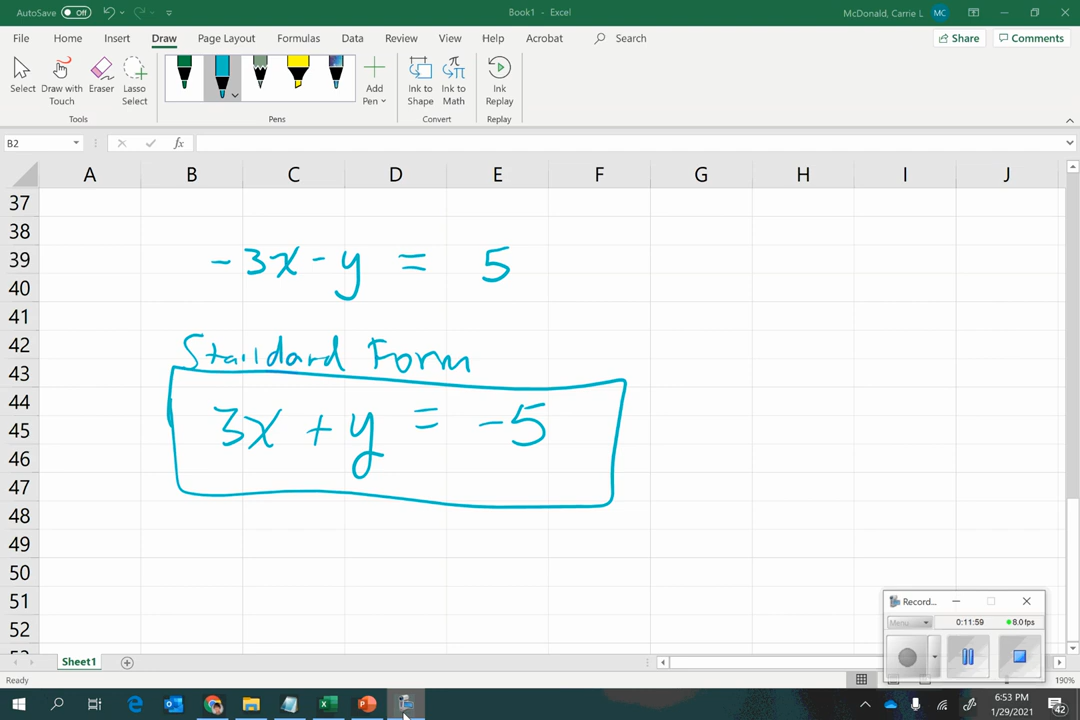 AutoSave Off Book1 - Excel McDonald, Carrie L MC
File Home Insert Draw Page Layout Formulas Data Review View Help Acrobat Search Share Comments
Select Draw with Touch Eraser Lasso Select Add Pen Ink to Shape Ink to Math Ink Replay
Tools Pens Convert Replay
B2 fx
A B C D E F G H I J
37
38
39
-3x - y = 5
40
41
42
Standard Form
43
44
45
3x + y = -5
46
47
48
49
50
51
52
Record...
Menu 0:11:59 8.0 fps
Sheet1
Ready 190%
6:53 PM
1/29/2021 42